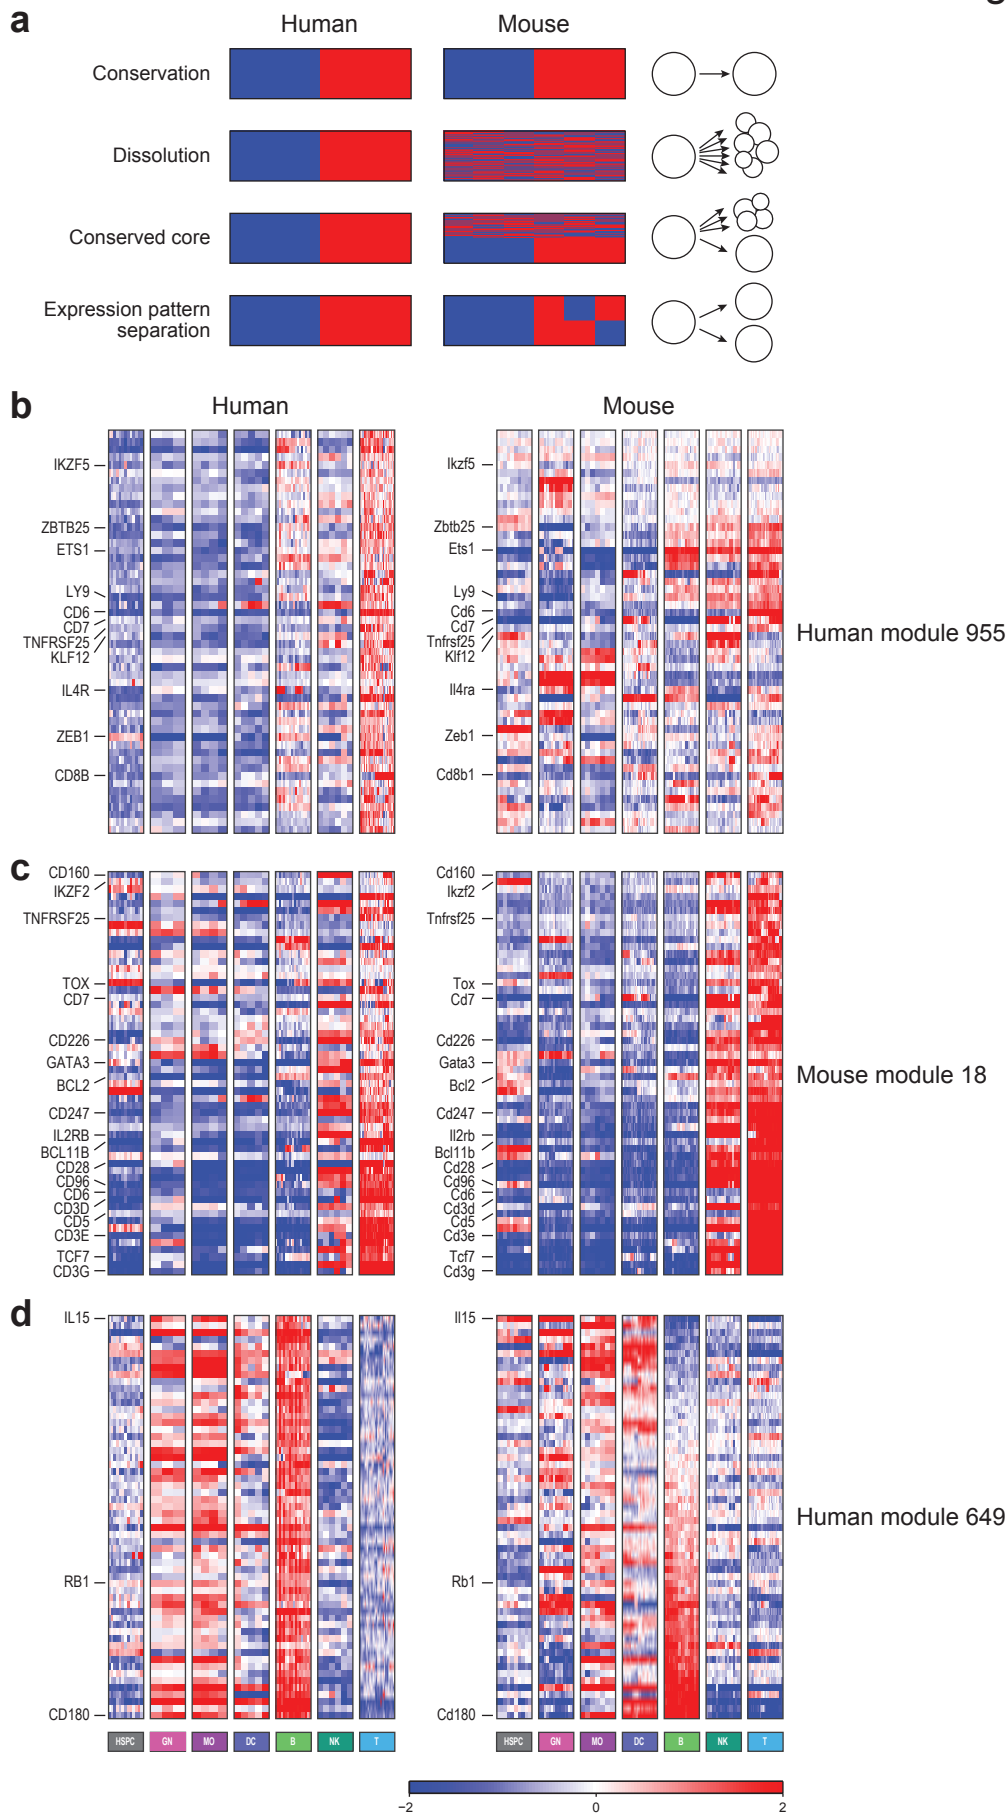 a
Human
Mouse
Conservation
Dissolution
Conserved core
Expression pattern
separation
b
Human
Mouse
IKZF5
ZBTB25
ETS1
LY9
CD6
CD7
TNFRSF25
KLF12
IL4R
ZEB1
CD8B
Ikzf5
Zbtb25
Ets1
Ly9
Cd6
Cd7
Tnfrsf25
Klf12
Il4ra
Zeb1
Cd8b1
Human module 955
c
CD160
IKZF2
TNFRSF25
TOX
CD7
CD226
GATA3
BCL2
CD247
IL2RB
BCL11B
CD28
CD96
CD6
CD3D
CD5
CD3E
TCF7
CD3G
Cd160
Ikzf2
Tnfrsf25
Tox
Cd7
Cd226
Gata3
Bcl2
Cd247
Il2rb
Bcl11b
Cd28
Cd96
Cd6
Cd3d
Cd5
Cd3e
Tcf7
Cd3g
Mouse module 18
d
IL15
RB1
CD180
Il15
Rb1
Cd180
Human module 649
HSPC GN MO DC B NK T
HSPC GN MO DC B NK T
−2 0 2